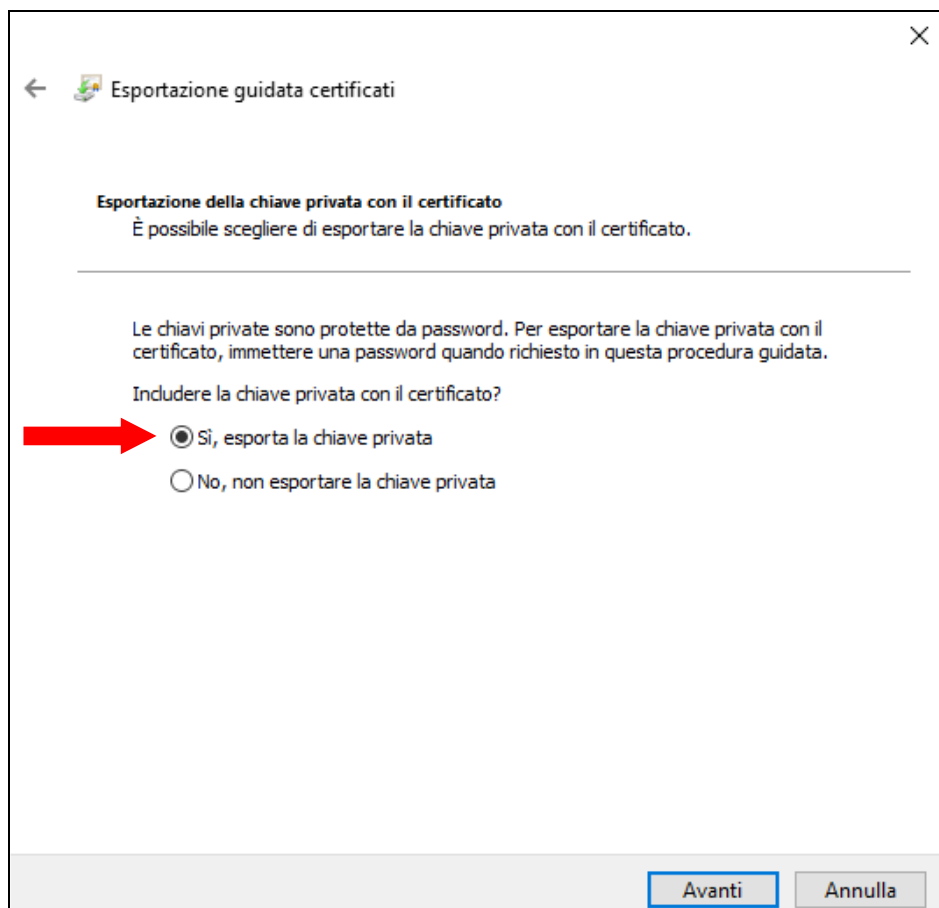 Esportazione guidata certificati
Esportazione della chiave privata con il certificato
È possibile scegliere di esportare la chiave privata con il certificato.
Le chiavi private sono protette da password. Per esportare la chiave privata con il
certificato, immettere una password quando richiesto in questa procedura guidata.
Includere la chiave privata con il certificato?
Sì, esporta la chiave privata
No, non esportare la chiave privata
Avanti
Annulla